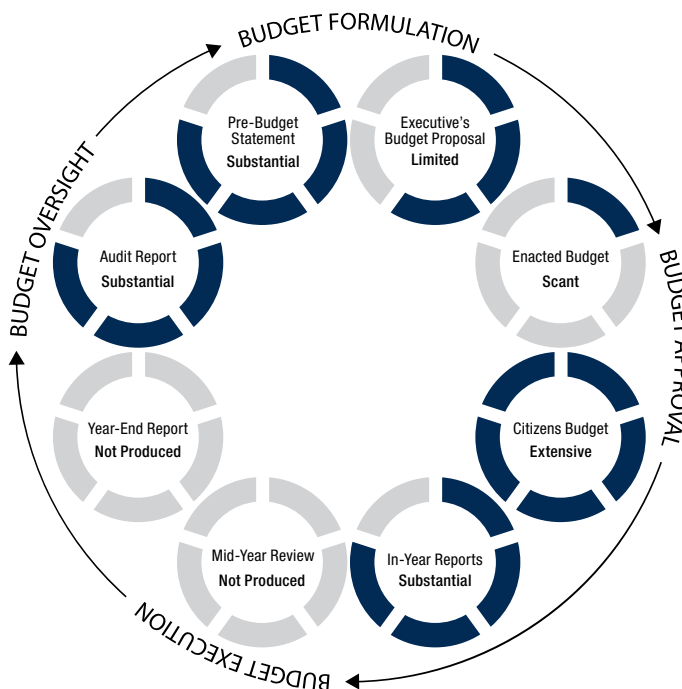 BUDGET FORMULATION
Pre-Budget
Statement
Substantial
Executive's
Budget Proposal
Limited
BUDGET OVERSIGHT
Audit Report
Substantial
Enacted Budget
Scant
BUDGET APPROVAL
Year-End Report
Not Produced
Citizens Budget
Extensive
Mid-Year Review
Not Produced
In-Year Reports
Substantial
BUDGET EXECUTION